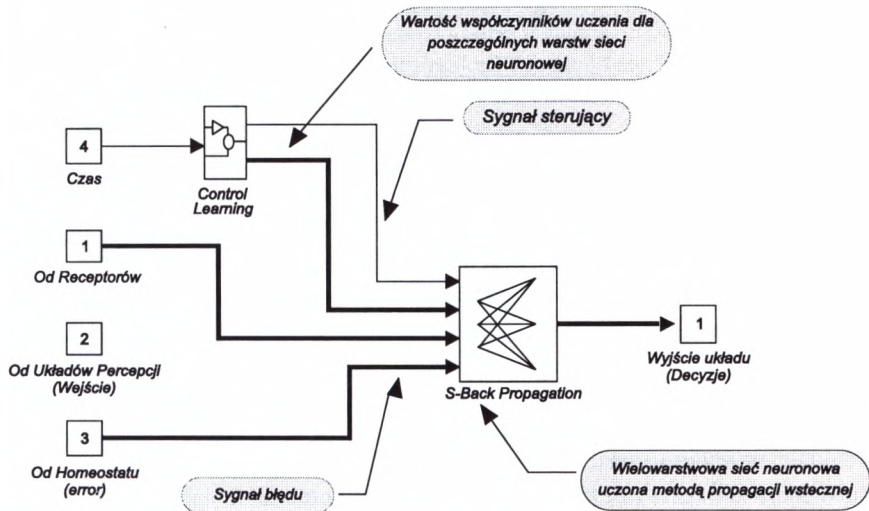 Wartość współczynników uczenia dla
poszczególnych warstw sieci
neuronowej
Sygnał sterujący
4
Czas
Control
Learning
1
Od Receptorów
2
Od Układów Percepcji
(Wejście)
3
Od Homeostatu
(error)
S-Back Propagation
1
Wyjście układu
(Decyzje)
Sygnał błędu
Wielowarstwowa sieć neuronowa
uczona metodą propagacji wstecznej